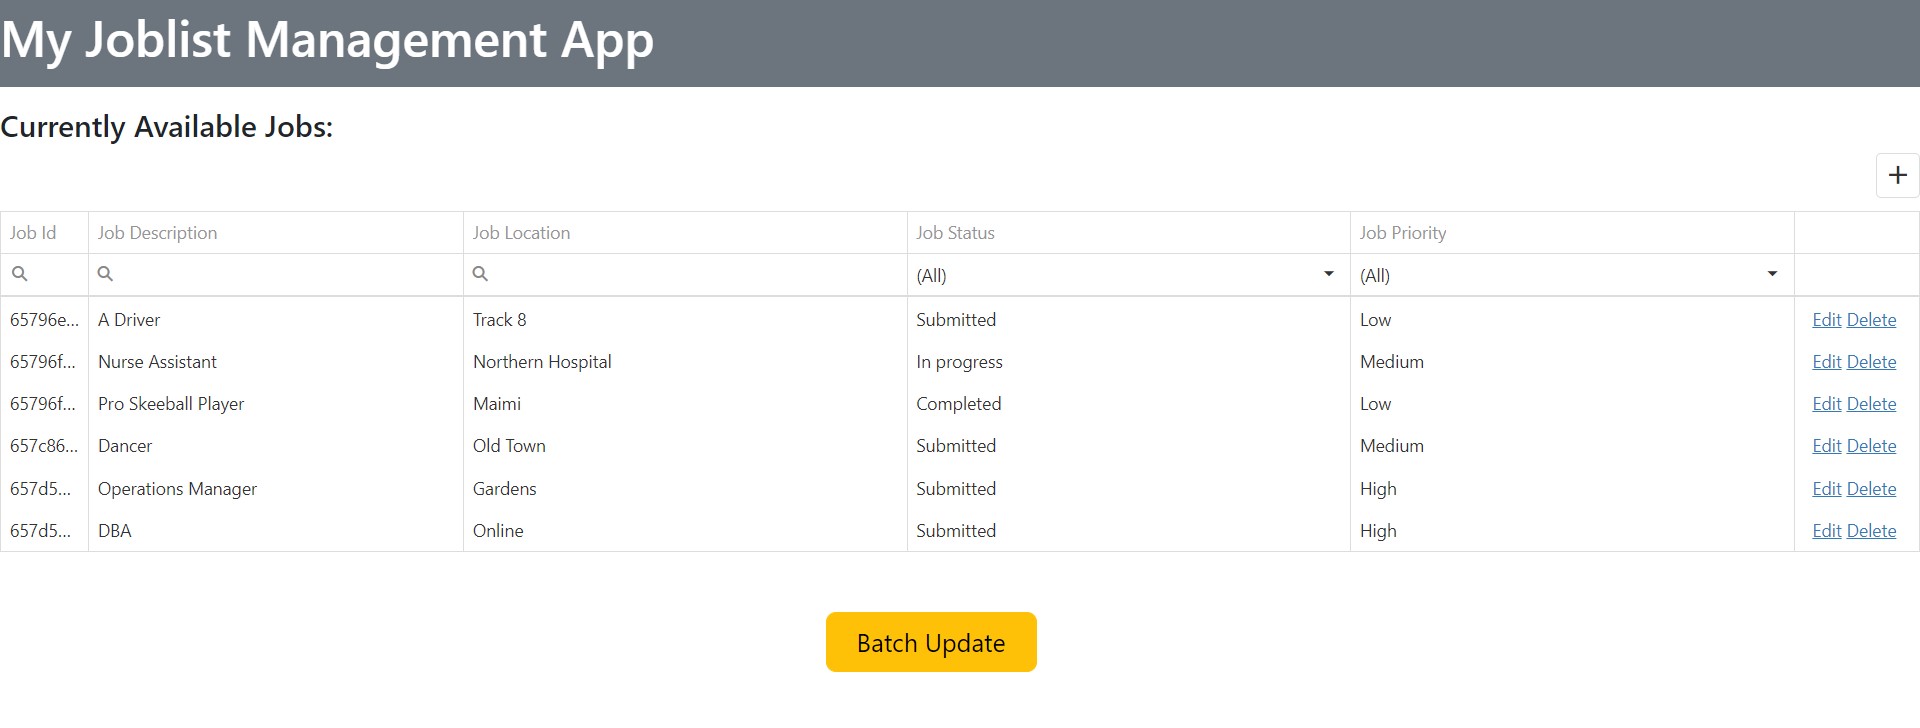 My Joblist Management App
Currently Available Jobs:
+
Job Id Job Description Job Location Job Status Job Priority
(All) (All)
65796e... A Driver Track 8 Submitted Low Edit Delete
65796f... Nurse Assistant Northern Hospital In progress Medium Edit Delete
65796f... Pro Skeeball Player Maimi Completed Low Edit Delete
657c86... Dancer Old Town Submitted Medium Edit Delete
657d5... Operations Manager Gardens Submitted High Edit Delete
657d5... DBA Online Submitted High Edit Delete
Batch Update